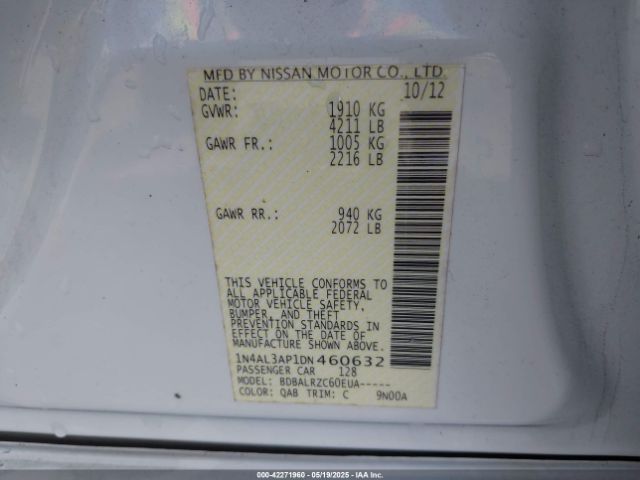 MFD BY NISSAN MOTOR CO., LTD.
DATE: 10/12
GVWR: 1910 KG
4211 LB
GAWR FR.: 1005 KG
2216 LB
GAWR RR.: 940 KG
2072 LB
THIS VEHICLE CONFORMS TO
ALL APPLICABLE FEDERAL
MOTOR VEHICLE SAFETY,
BUMPER, AND THEFT
PREVENTION STANDARDS IN
EFFECT ON THE DATE OF
MANUFACTURE SHOWN ABOVE.
1N4AL3AP1DN460632
PASSENGER CAR 128
MODEL: BDBALRZC60EUA-----
COLOR: QAB TRIM: C 9N00A
000-42271960 - 05/19/2025 - IAAI.com